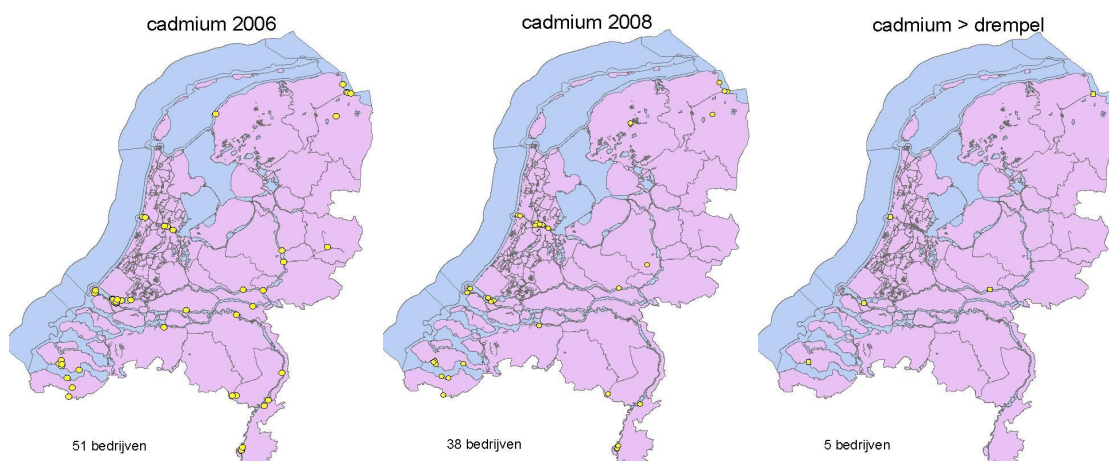 cadmium 2006
cadmium 2008
cadmium > drempel
51 bedrijven
38 bedrijven
5 bedrijven